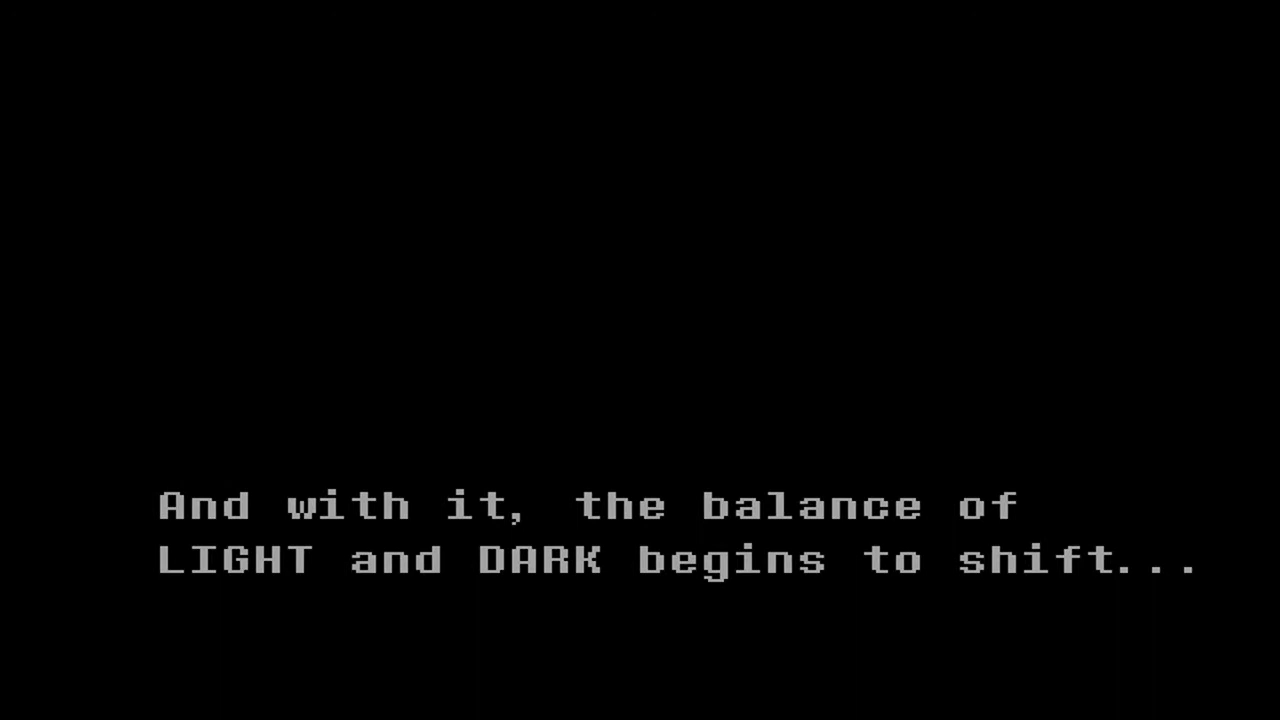 And with it, the balance of
LIGHT and DARK begins to shift...